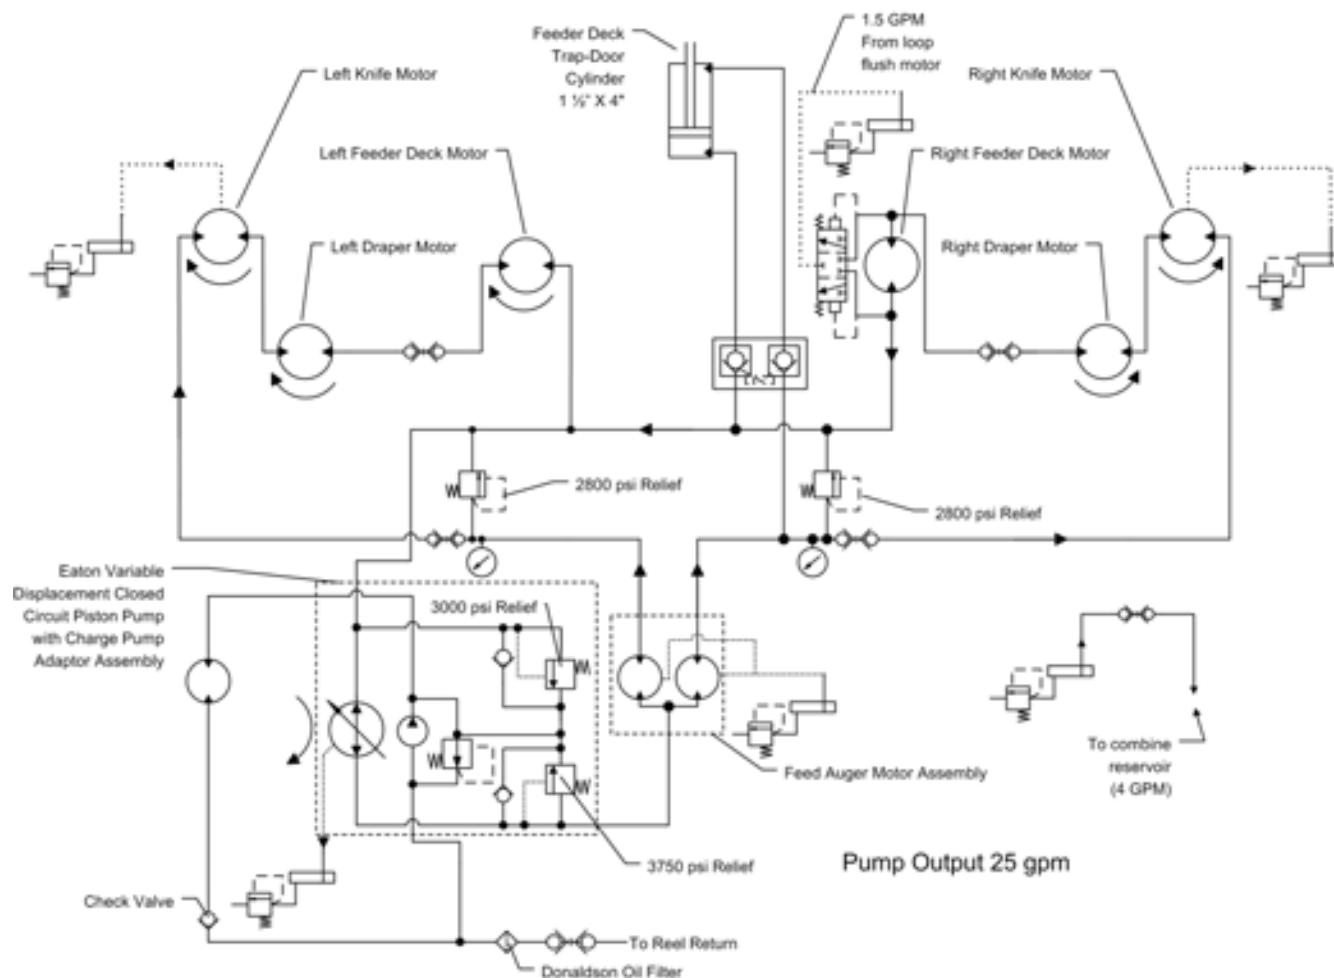 Feeder Deck
Trap-Door
Cylinder
1 ½" X 4"
1.5 GPM
From loop
flush motor
Left Knife Motor
Right Knife Motor
Left Feeder Deck Motor
Right Feeder Deck Motor
Left Draper Motor
Right Draper Motor
2800 psi Relief
2800 psi Relief
Eaton Variable
Displacement Closed
Circuit Piston Pump
with Charge Pump
Adaptor Assembly
3000 psi Relief
To combine
reservoir
(4 GPM)
Feed Auger Motor Assembly
3750 psi Relief
Pump Output 25 gpm
Check Valve
To Reel Return
Donaldson Oil Filter